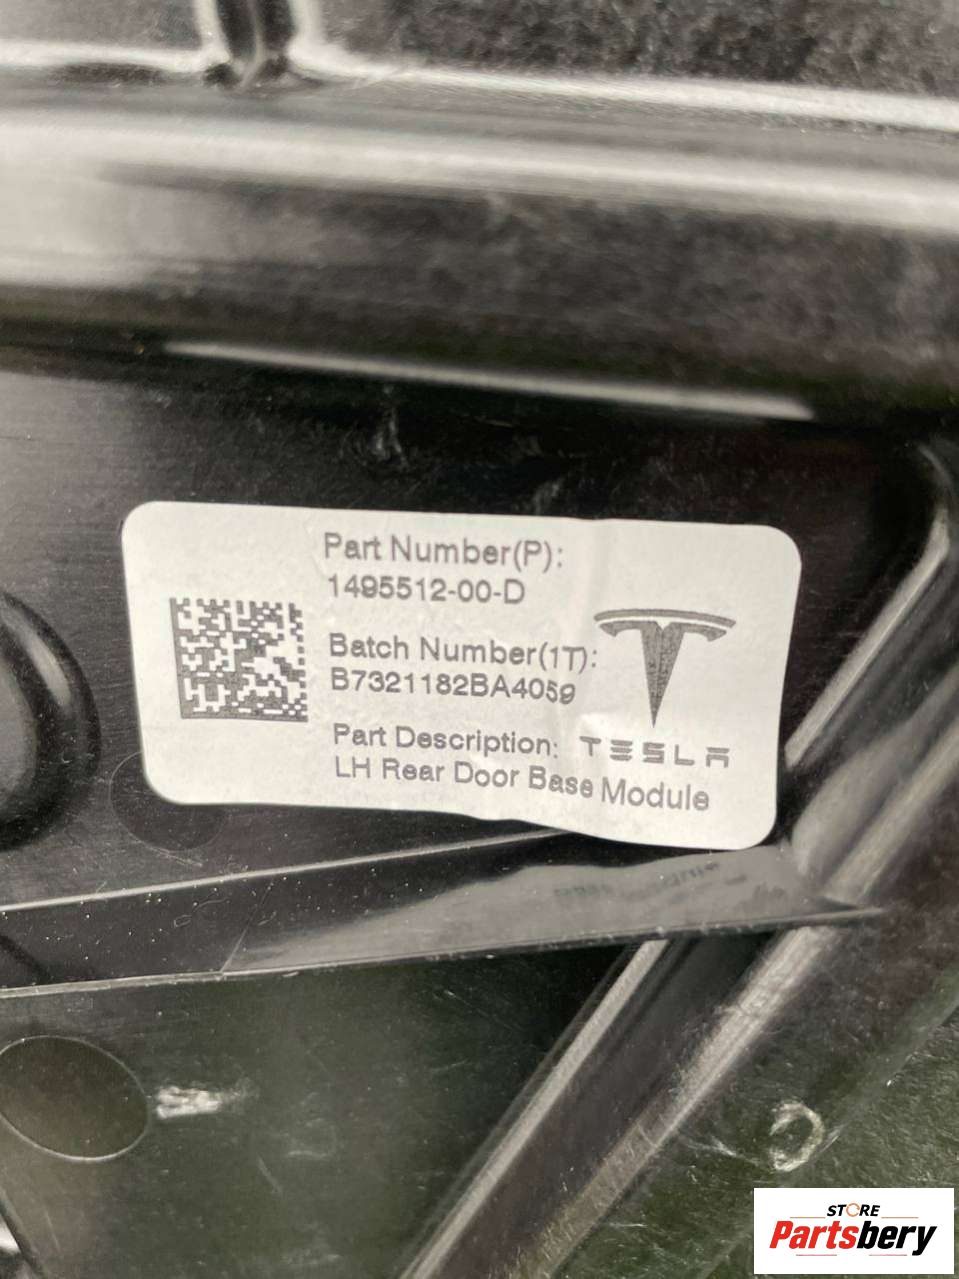 Part Number(P):
1495512-00-D
Batch Number(1T):
B7321182BA4059
Part Description:
TESLA
LH Rear Door Base Module
STORE
Partsbery